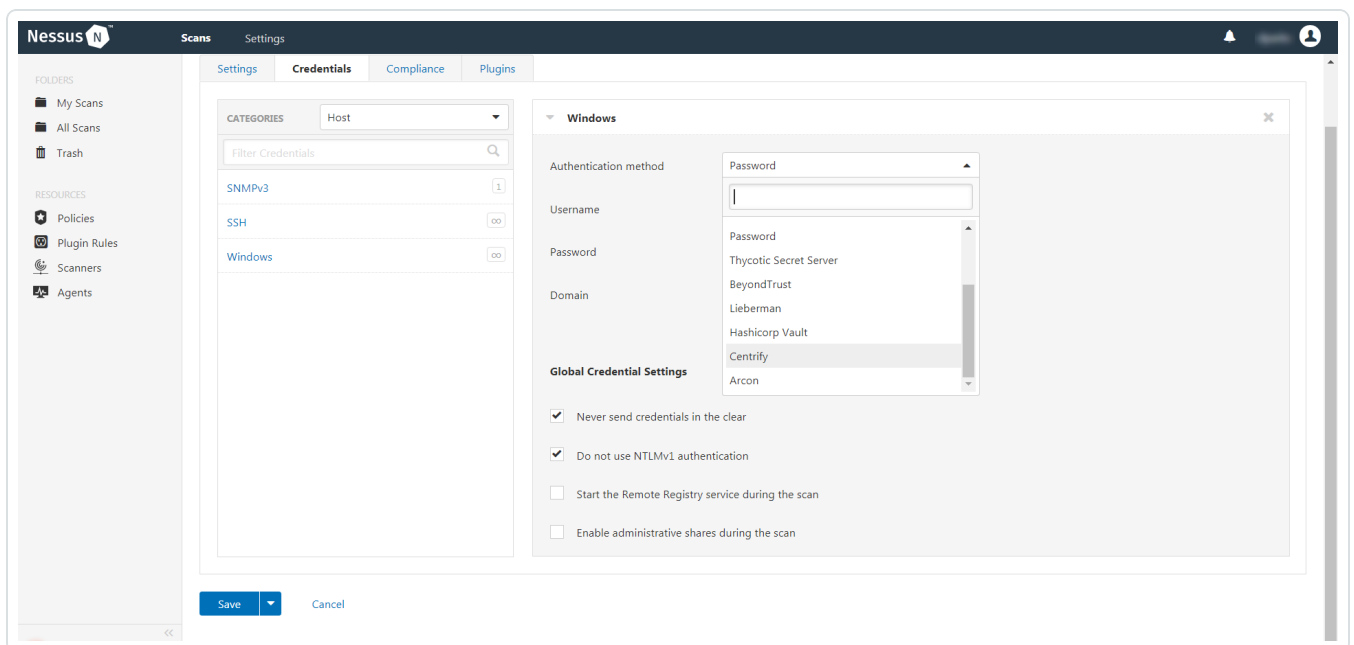 Nessus N ™ Scans Settings
FOLDERS
My Scans
All Scans
Trash
RESOURCES
Policies
Plugin Rules
Scanners
Agents
Settings Credentials Compliance Plugins
CATEGORIES Host
Filter Credentials
SNMPv3 1
SSH ∞
Windows ∞
Windows
Authentication method Password
Username
Password
Domain
Password
Thycotic Secret Server
BeyondTrust
Lieberman
Hashicorp Vault
Centrify
Arcon
Global Credential Settings
Never send credentials in the clear
Do not use NTLMv1 authentication
Start the Remote Registry service during the scan
Enable administrative shares during the scan
Save Cancel